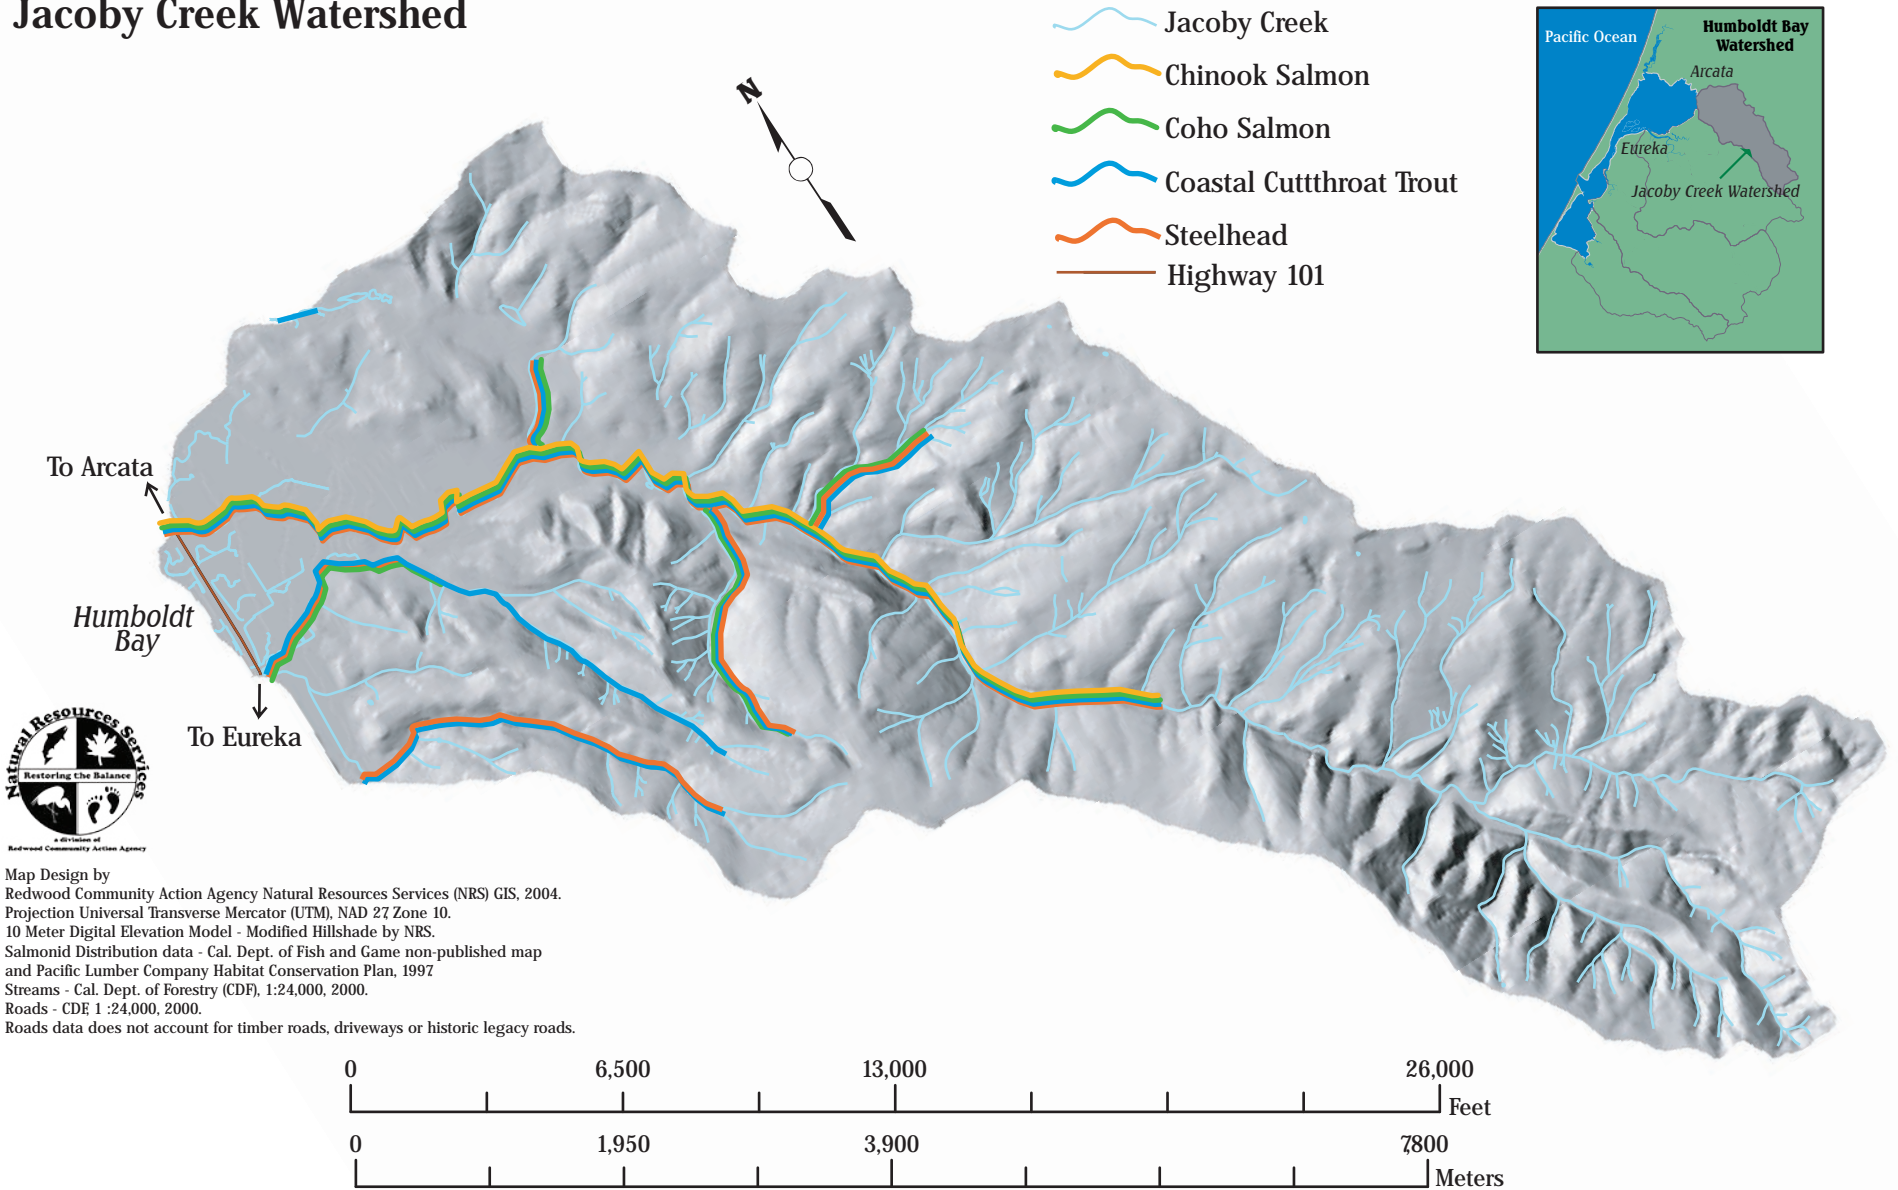 Jacoby Creek Watershed
Jacoby Creek
Chinook Salmon
Coho Salmon
Coastal Cuttthroat Trout
Steelhead
Highway 101
Pacific Ocean
Humboldt Bay
Watershed
Arcata
Eureka
Jacoby Creek Watershed
N
To Arcata
Humboldt
Bay
To Eureka
Natural Resources Services
Restoring the Balance
a division of
Redwood Community Action Agency
Map Design by
Redwood Community Action Agency Natural Resources Services (NRS) GIS, 2004.
Projection Universal Transverse Mercator (UTM), NAD 27, Zone 10.
10 Meter Digital Elevation Model - Modified Hillshade by NRS.
Salmonid Distribution data - Cal. Dept. of Fish and Game non-published map
and Pacific Lumber Company Habitat Conservation Plan, 1997.
Streams - Cal. Dept. of Forestry (CDF), 1:24,000, 2000.
Roads - CDF, 1 :24,000, 2000.
Roads data does not account for timber roads, driveways or historic legacy roads.
0 6,500 13,000 26,000
Feet
0 1,950 3,900 7,800
Meters